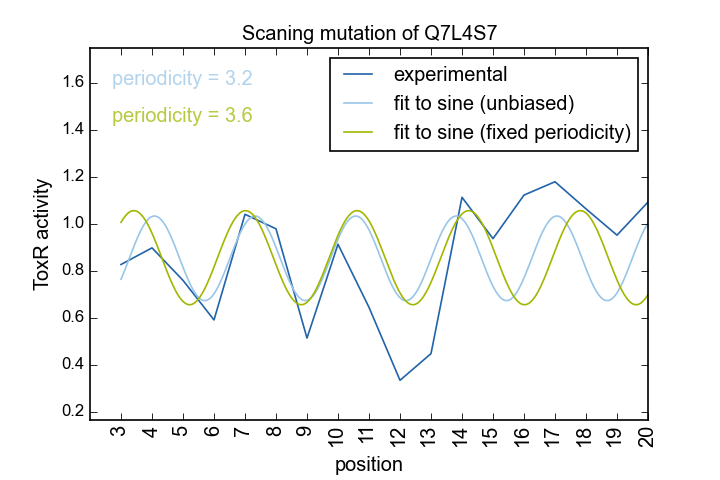 Scaning mutation of Q7L4S7
periodicity = 3.2
periodicity = 3.6
experimental
fit to sine (unbiased)
fit to sine (fixed periodicity)
ToxR activity
1.6
1.4
1.2
1.0
0.8
0.6
0.4
0.2
3 4 5 6 7 8 9 10 11 12 13 14 15 16 17 18 19 20
position